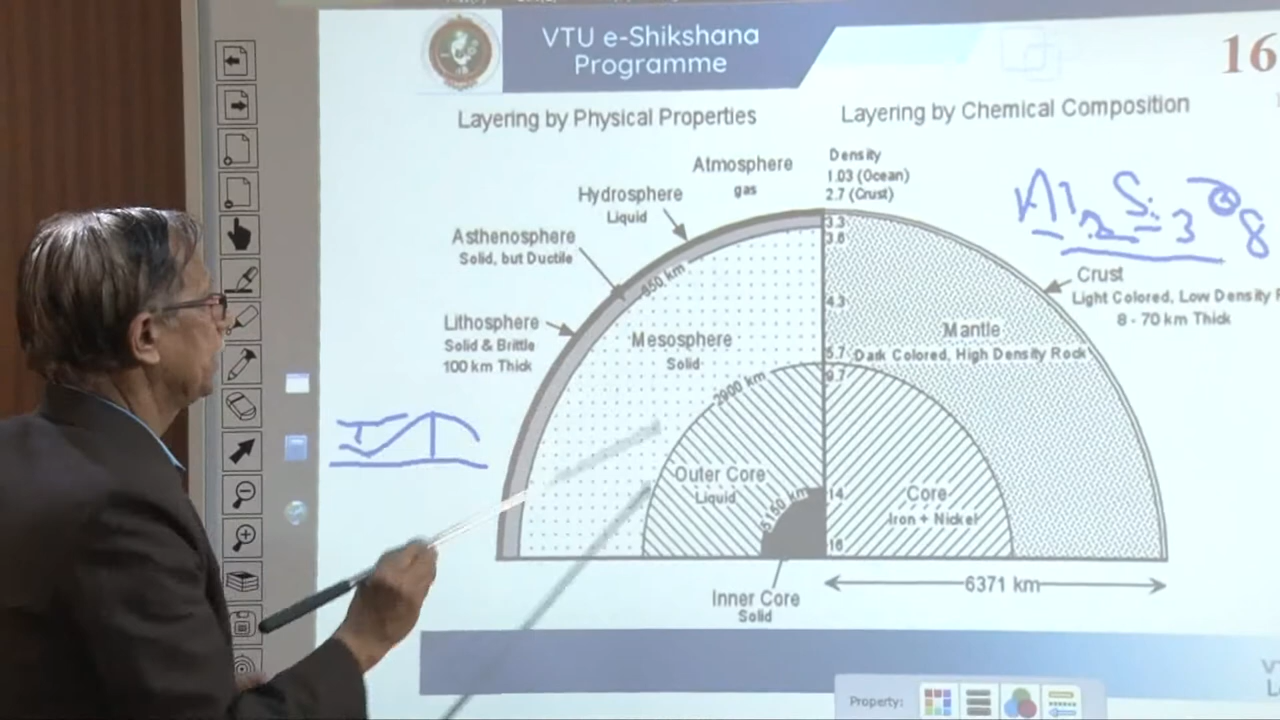 VTU e-Shikshana
Programme
16
Layering by Physical Properties
Layering by Chemical Composition
Atmosphere
gas
Density
1.03 (Ocean)
2.7 (Crust)
Hydrosphere
Liquid
3.3
3.6
Al2Si3O8
Asthenosphere
Solid, but Ductile
Crust
Light Colored, Low Density
8 - 70 km Thick
4.3
Lithosphere
Solid & Brittle
100 km Thick
Mesosphere
Solid
Mantle
5.7 Dark Colored, High Density Rock
9.7
2900 km
Outer Core
Liquid
Core
Iron + Nickel
5150 km
14
16
6371 km
Inner Core
Solid
Property: